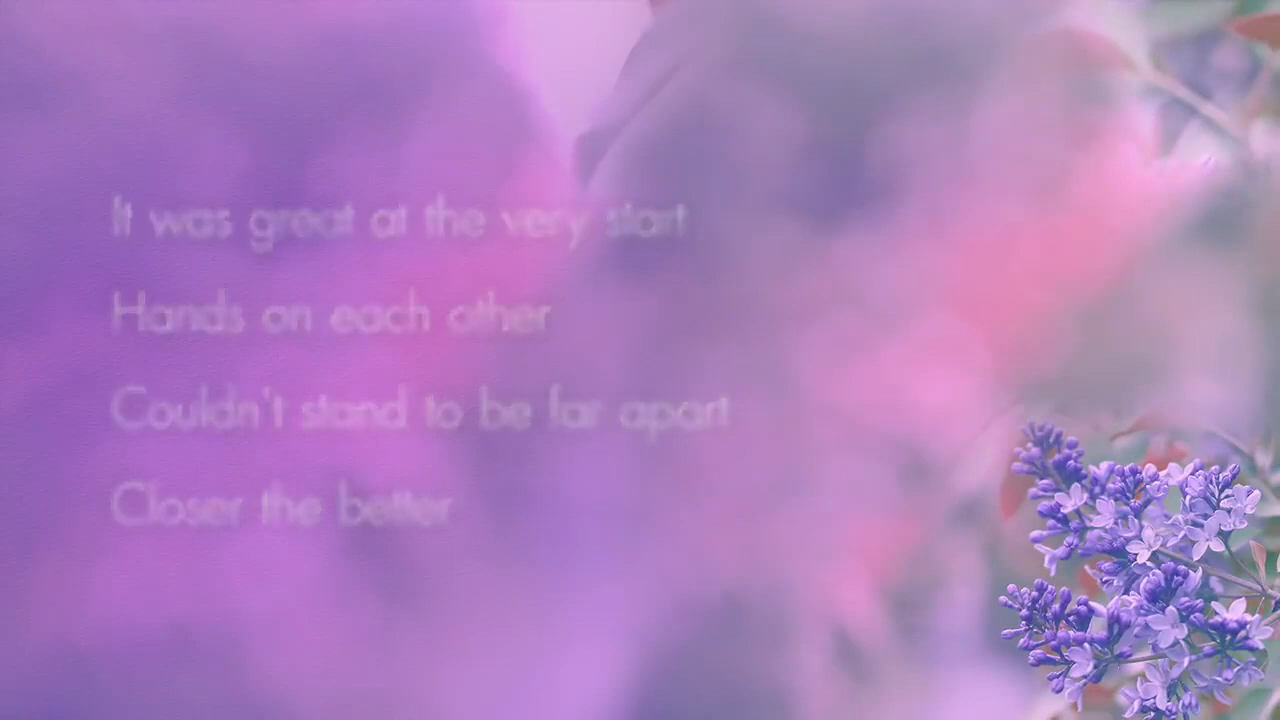 It was great at the very start
Hands on each other
Couldn't stand to be far apart
Closer the better